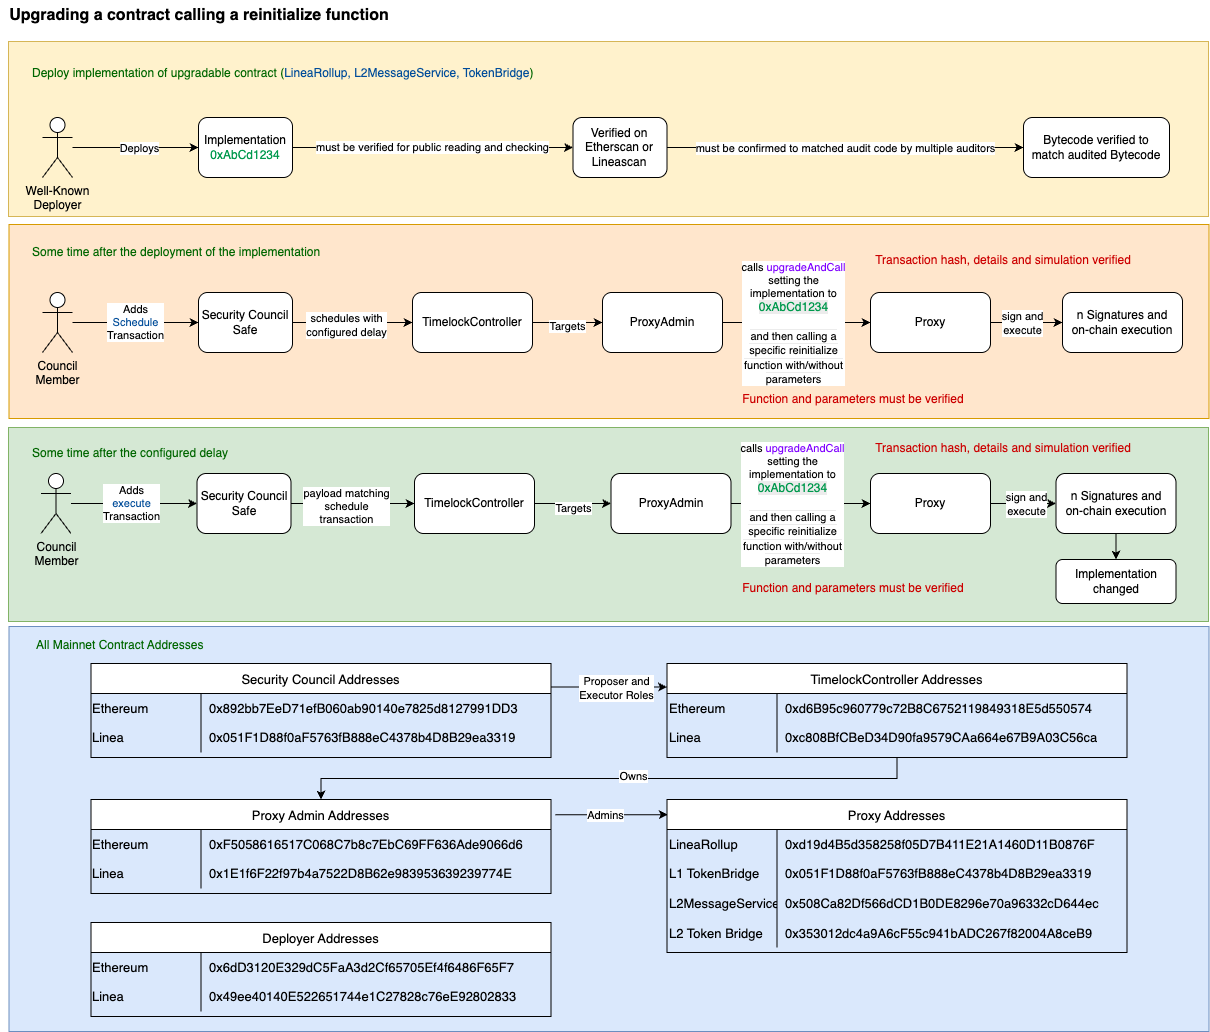 Upgrading a contract calling a reinitialize function
Deploy implementation of upgradable contract (LineaRollup, L2MessageService, TokenBridge)
Well-Known
Deployer
Deploys
Implementation
0xAbCd1234
must be verified for public reading and checking
Verified on
Etherscan or
Lineascan
must be confirmed to matched audit code by multiple auditors
Bytecode verified to
match audited Bytecode
Some time after the deployment of the implementation
Council
Member
Adds
Schedule
Transaction
Security Council
Safe
schedules with
configured delay
TimelockController
Targets
ProxyAdmin
calls upgradeAndCall
setting the
implementation to
0xAbCd1234
and then calling a
specific reinitialize
function with/without
parameters
Function and parameters must be verified
Transaction hash, details and simulation verified
Proxy
sign and
execute
n Signatures and
on-chain execution
Some time after the configured delay
Council
Member
Adds
execute
Transaction
Security Council
Safe
payload matching
schedule
transaction
TimelockController
Targets
ProxyAdmin
calls upgradeAndCall
setting the
implementation to
0xAbCd1234
and then calling a
specific reinitialize
function with/without
parameters
Function and parameters must be verified
Transaction hash, details and simulation verified
Proxy
sign and
execute
n Signatures and
on-chain execution
Implementation
changed
All Mainnet Contract Addresses
Security Council Addresses
Ethereum 0x892bb7EeD71efB060ab90140e7825d8127991DD3
Linea 0x051F1D88f0aF5763fB888eC4378b4D8B29ea3319
Proposer and
Executor Roles
TimelockController Addresses
Ethereum 0xd6B95c960779c72B8C6752119849318E5d550574
Linea 0xc808BfCBeD34D90fa9579CAa664e67B9A03C56ca
Owns
Proxy Admin Addresses
Ethereum 0xF5058616517C068C7b8c7EbC69FF636Ade9066d6
Linea 0x1E1f6F22f97b4a7522D8B62e983953639239774E
Admins
Proxy Addresses
LineaRollup 0xd19d4B5d358258f05D7B411E21A1460D11B0876F
L1 TokenBridge 0x051F1D88f0aF5763fB888eC4378b4D8B29ea3319
L2MessageService 0x508Ca82Df566dCD1B0DE8296e70a96332cD644ec
L2 Token Bridge 0x353012dc4a9A6cF55c941bADC267f82004A8ceB9
Deployer Addresses
Ethereum 0x6dD3120E329dC5FaA3d2Cf65705Ef4f6486F65F7
Linea 0x49ee40140E522651744e1C27828c76eE92802833